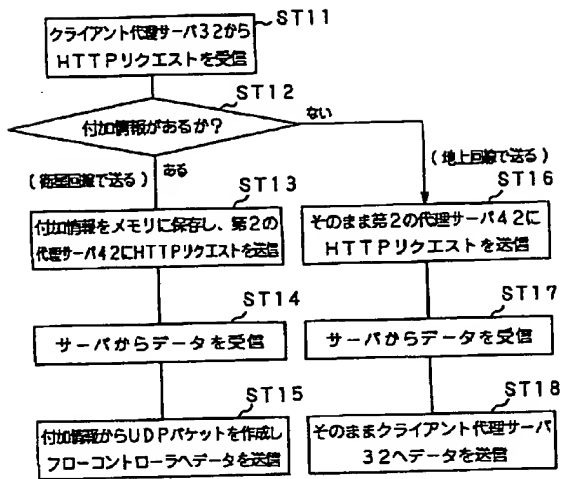 ST11
クライアント代理サーバ32から
HTTPリクエストを受信
ST12
付加情報があるか?
ない
(衛星回線で送る)
ある
(地上回線で送る)
ST13
付加情報をメモリに保存し、第2の
代理サーバ42にHTTPリクエストを送信
ST16
そのまま第2の代理サーバ42に
HTTPリクエストを送信
ST14
サーバからデータを受信
ST17
サーバからデータを受信
ST15
付加情報からUDPパケットを作成し
フローコントローラへデータを送信
ST18
そのままクライアント代理サーバ
32へデータを送信